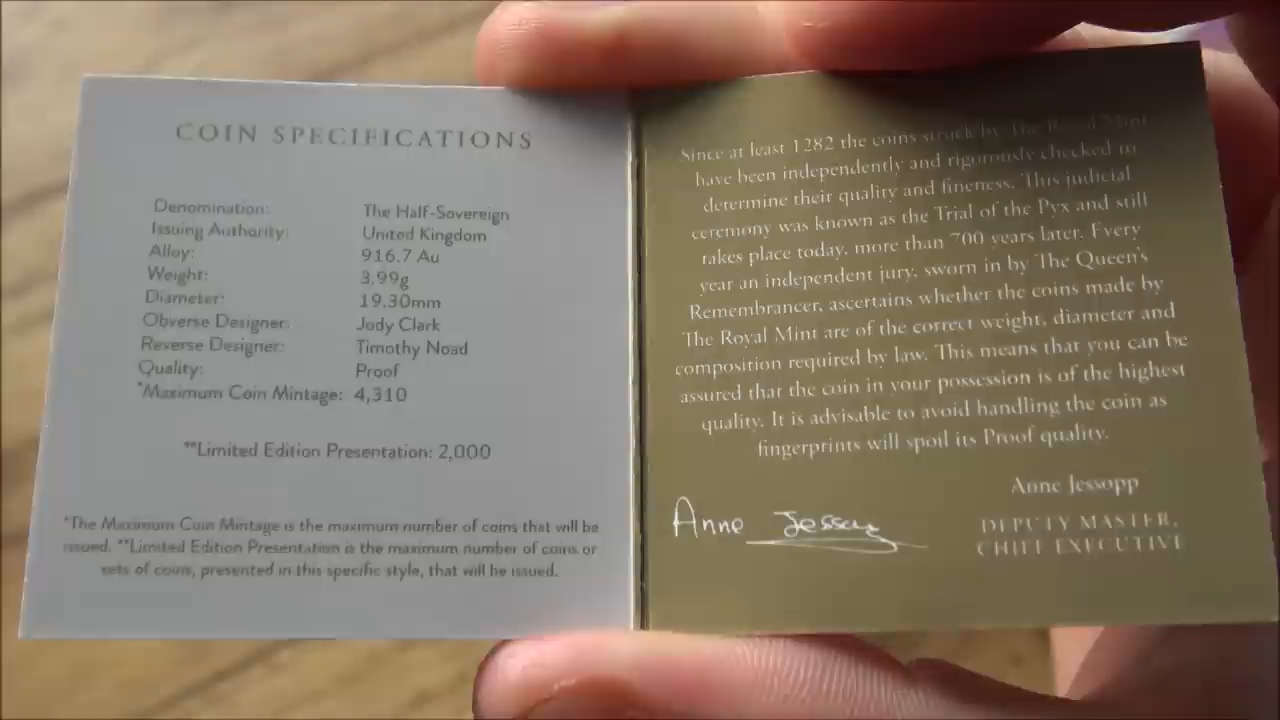 COIN SPECIFICATIONS
Denomination: The Half-Sovereign
Issuing Authority: United Kingdom
Alloy: 916.7 Au
Weight: 3.99g
Diameter: 19.30mm
Obverse Designer: Jody Clark
Reverse Designer: Timothy Noad
Quality: Proof
*Maximum Coin Mintage: 4,310
**Limited Edition Presentation: 2,000
*The Maximum Coin Mintage is the maximum number of coins that will be
issued. **Limited Edition Presentation is the maximum number of coins or
sets of coins, presented in this specific style, that will be issued.
Since at least 1282 the coins struck by The Royal Mint
have been independently and rigorously checked to
determine their quality and fineness. This judicial
ceremony was known as the Trial of the Pyx and still
takes place today, more than 700 years later. Every
year an independent jury, sworn in by The Queen's
Remembrancer, ascertains whether the coins made by
The Royal Mint are of the correct weight, diameter and
composition required by law. This means that you can be
assured that the coin in your possession is of the highest
quality. It is advisable to avoid handling the coin as
fingerprints will spoil its Proof quality.
Anne Jessopp
Anne Jessopp
DEPUTY MASTER,
CHIEF EXECUTIVE